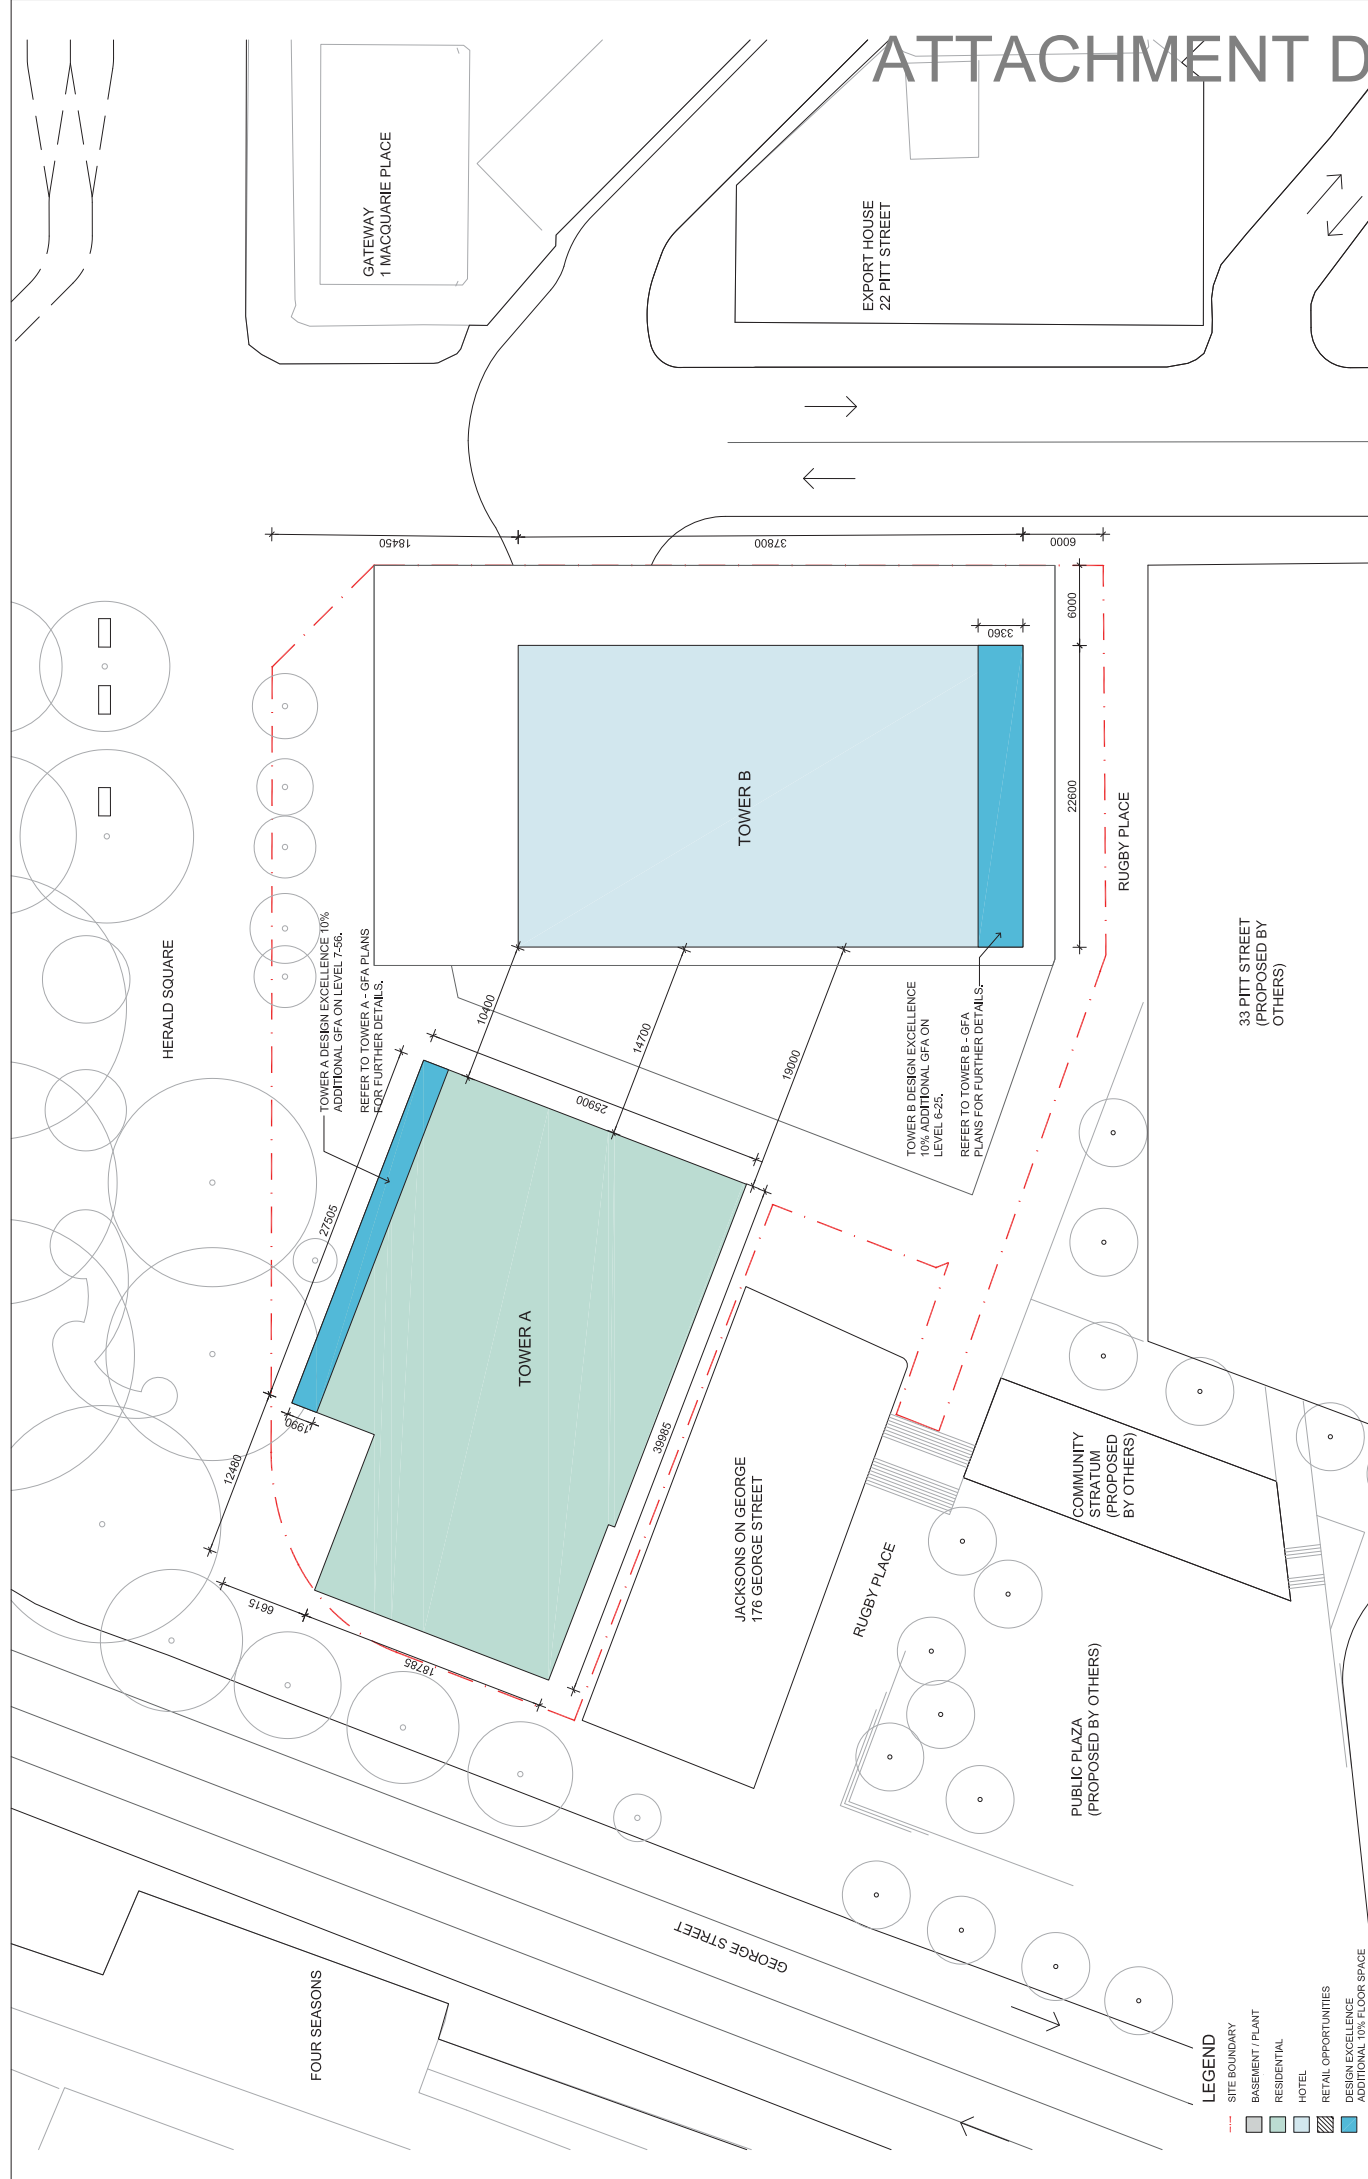 ATTACHMENT D
GATEWAY
1 MACQUARIE PLACE
EXPORT HOUSE
22 PITT STREET
HERALD SQUARE
18450
37800
6000
6000
3360
22600
TOWER B
RUGBY PLACE
TOWER A DESIGN EXCELLENCE 10%
ADDITIONAL GFA ON LEVEL 7-56.
REFER TO TOWER A - GFA PLANS
FOR FURTHER DETAILS.
10400
14700
19000
25900
27505
TOWER B DESIGN EXCELLENCE
10% ADDITIONAL GFA ON
LEVEL 6-25.
REFER TO TOWER B - GFA
PLANS FOR FURTHER DETAILS.
33 PITT STREET
(PROPOSED BY
OTHERS)
TOWER A
1990
12480
39985
6615
18785
JACKSONS ON GEORGE
176 GEORGE STREET
RUGBY PLACE
COMMUNITY
STRATUM
(PROPOSED
BY OTHERS)
PUBLIC PLAZA
(PROPOSED BY OTHERS)
GEORGE STREET
FOUR SEASONS
LEGEND
SITE BOUNDARY
BASEMENT / PLANT
RESIDENTIAL
HOTEL
RETAIL OPPORTUNITIES
DESIGN EXCELLENCE
ADDITIONAL 10% FLOOR SPACE